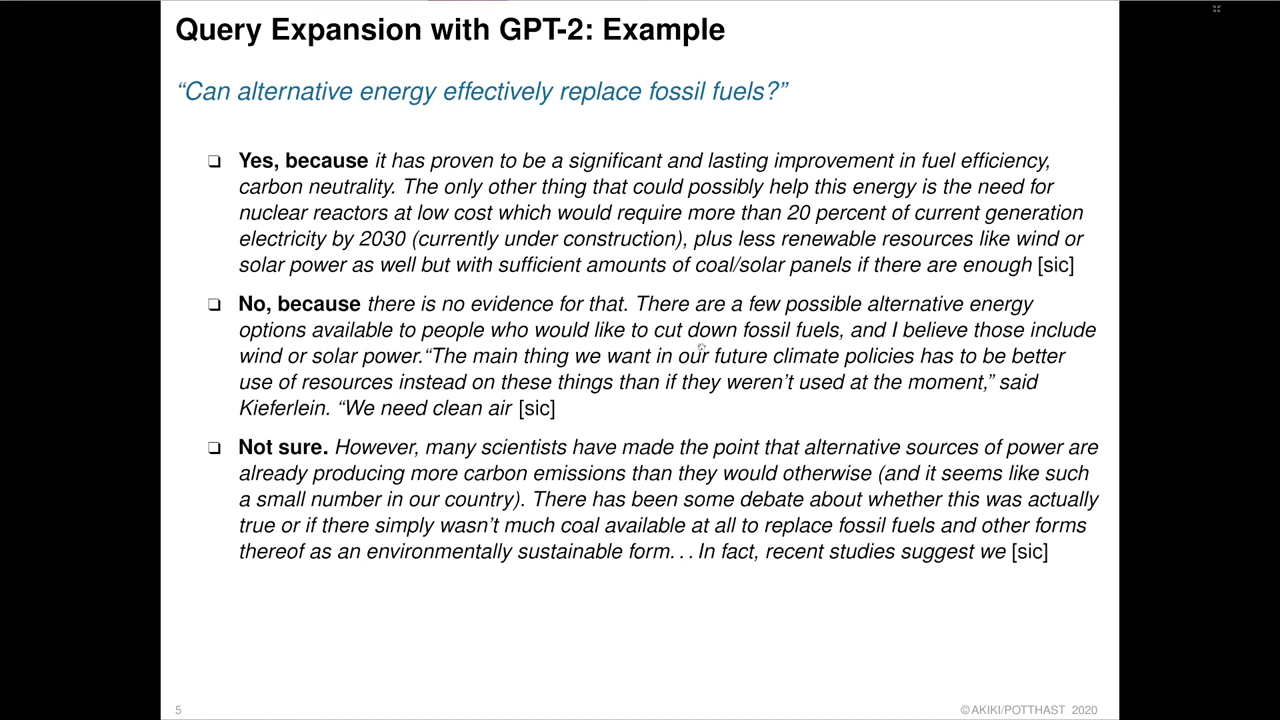 Query Expansion with GPT-2: Example
“Can alternative energy effectively replace fossil fuels?”
❑ Yes, because it has proven to be a significant and lasting improvement in fuel efficiency,
carbon neutrality. The only other thing that could possibly help this energy is the need for
nuclear reactors at low cost which would require more than 20 percent of current generation
electricity by 2030 (currently under construction), plus less renewable resources like wind or
solar power as well but with sufficient amounts of coal/solar panels if there are enough [sic]
❑ No, because there is no evidence for that. There are a few possible alternative energy
options available to people who would like to cut down fossil fuels, and I believe those include
wind or solar power.“The main thing we want in our future climate policies has to be better
use of resources instead on these things than if they weren’t used at the moment,” said
Kieferlein. “We need clean air [sic]
❑ Not sure. However, many scientists have made the point that alternative sources of power are
already producing more carbon emissions than they would otherwise (and it seems like such
a small number in our country). There has been some debate about whether this was actually
true or if there simply wasn’t much coal available at all to replace fossil fuels and other forms
thereof as an environmentally sustainable form. . . In fact, recent studies suggest we [sic]
5
© AKIKI/POTTHAST 2020